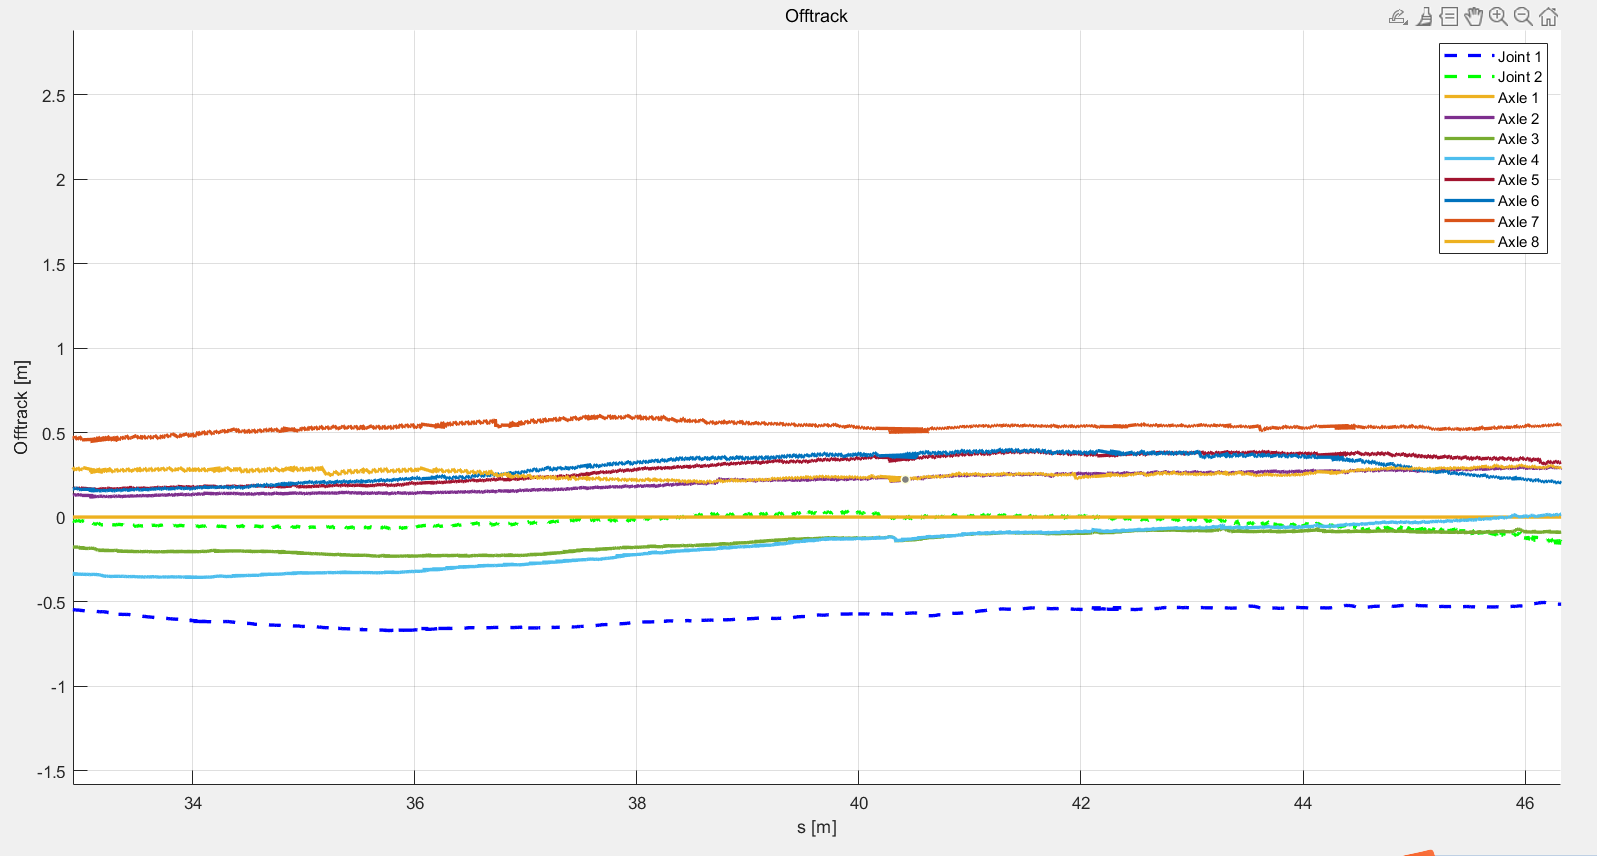 Offtrack
Joint 1
Joint 2
Axle 1
Axle 2
Axle 3
Axle 4
Axle 5
Axle 6
Axle 7
Axle 8
2.5
2
1.5
1
0.5
0
-0.5
-1
-1.5
Offtrack [m]
34 36 38 40 42 44 46
s [m]